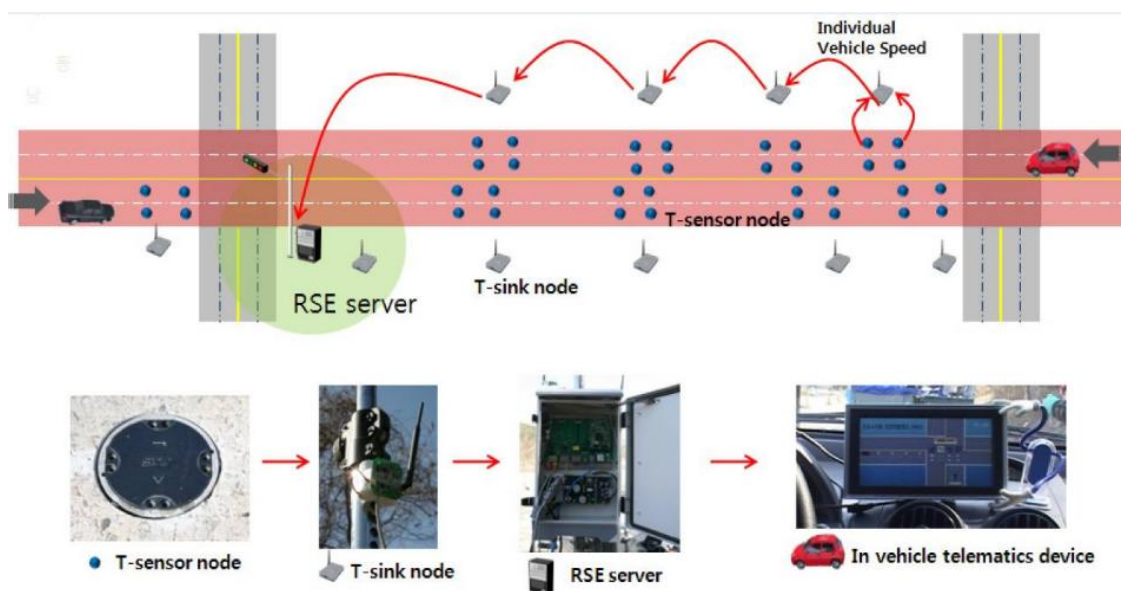 Individual
Vehicle Speed
T-sensor node
T-sink node
RSE server
T-sensor node
T-sink node
RSE server
In vehicle telematics device